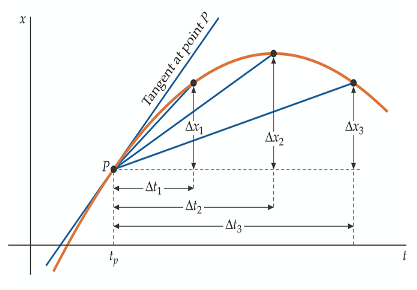 x
Tangent at point P
P
Δx₁
Δx₂
Δx₃
Δt₁
Δt₂
Δt₃
tₚ
t